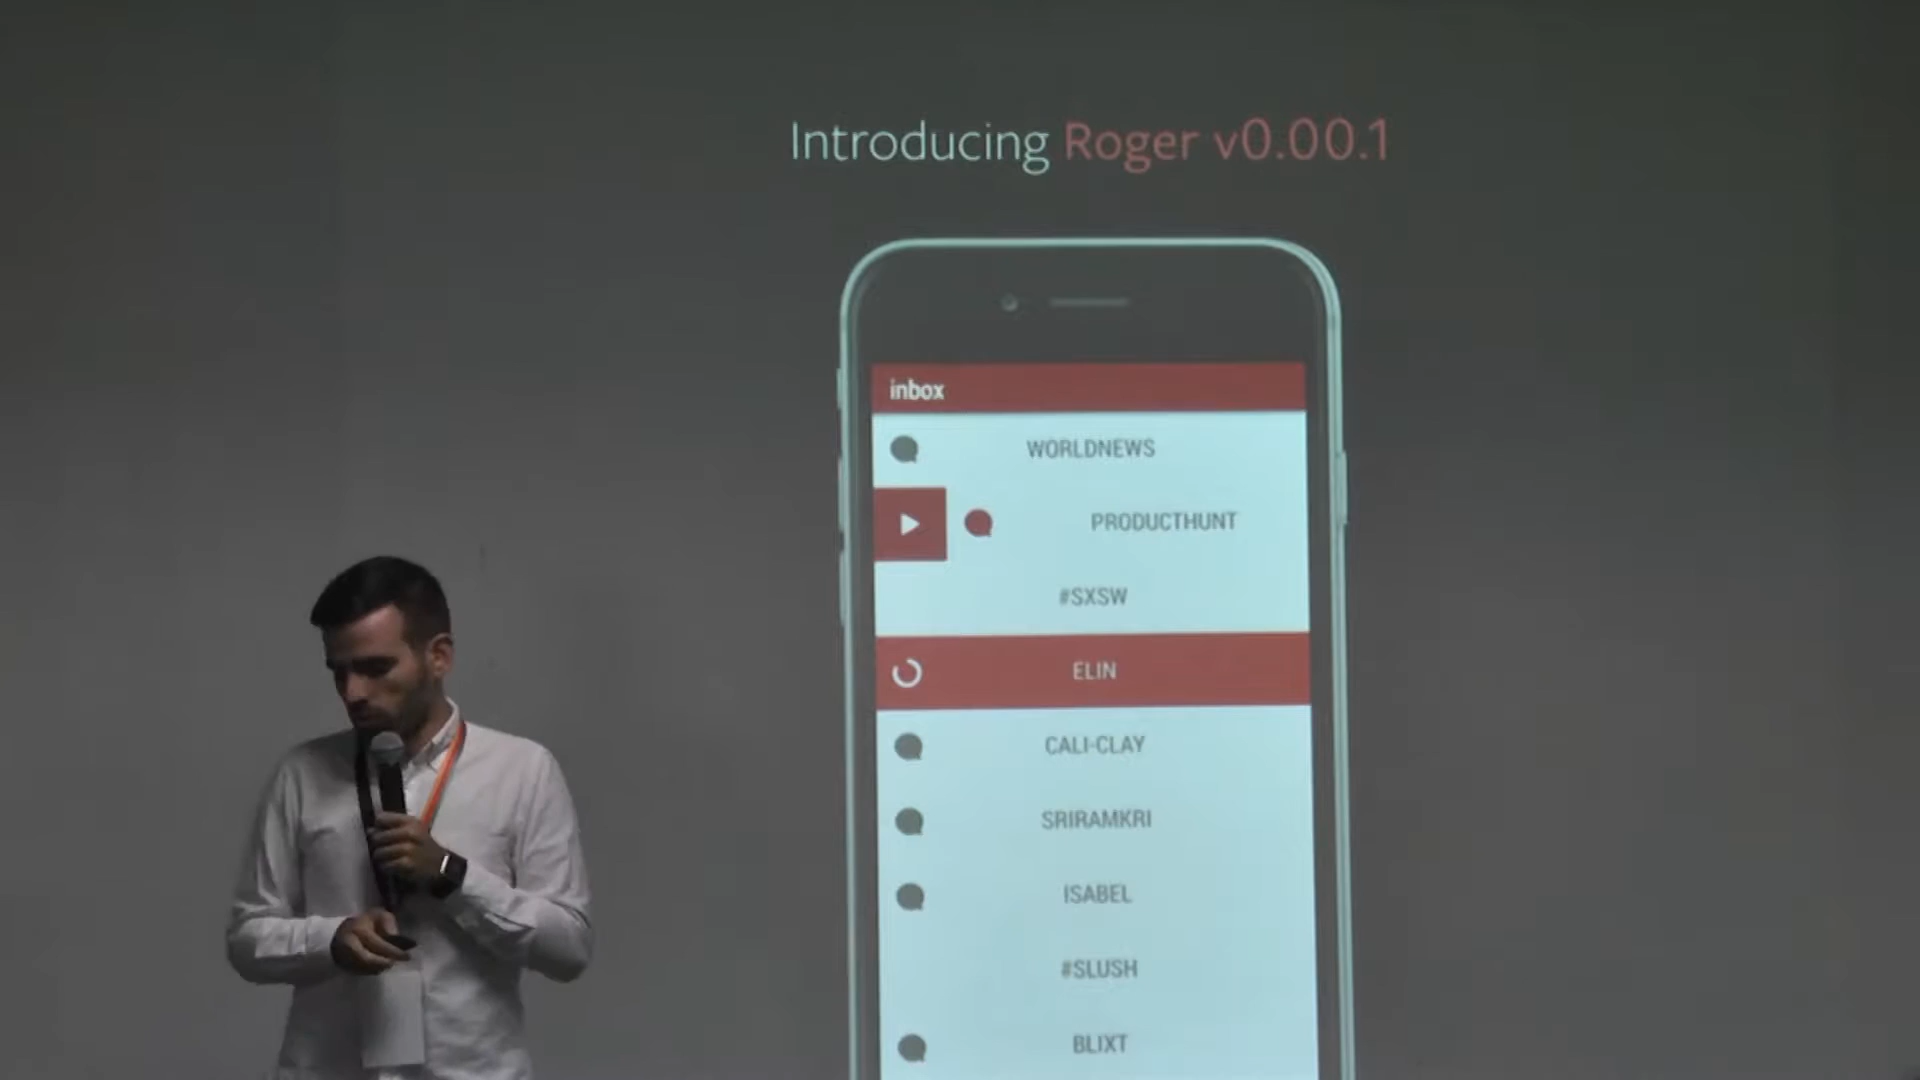 Introducing Roger v0.00.1
inbox
WORLDNEWS
PRODUCTHUNT
#SXSW
ELIN
CALI-CLAY
SRIRAMKRI
ISABEL
#SLUSH
BLIXT